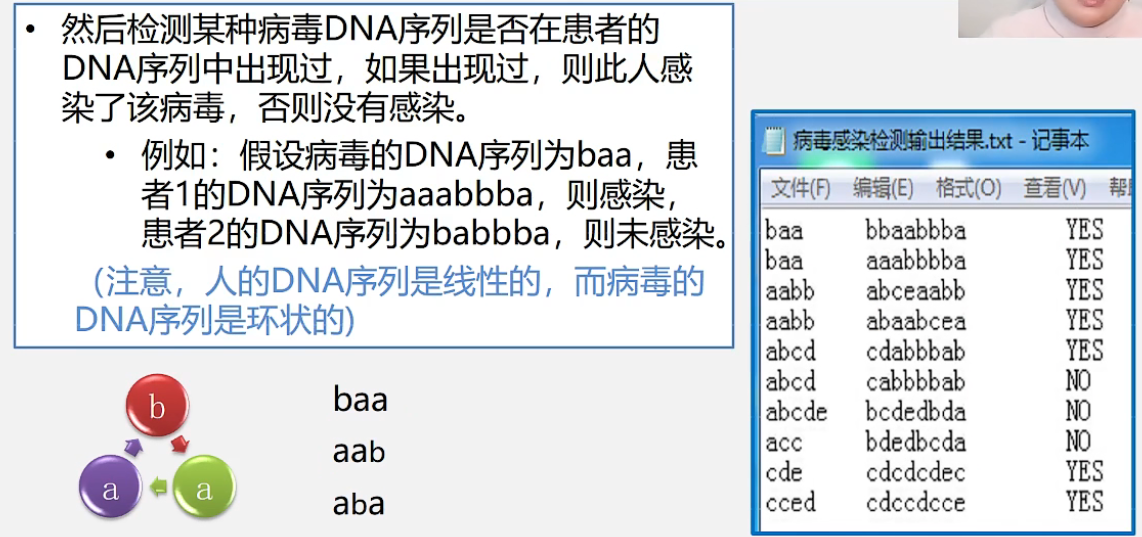 • 然后检测某种病毒DNA序列是否在患者的
DNA序列中出现过，如果出现过，则此人感
染了该病毒，否则没有感染。
• 例如：假设病毒的DNA序列为baa，患
者1的DNA序列为aaabbba，则感染，
患者2的DNA序列为babbba，则未感染。
（注意，人的DNA序列是线性的，而病毒的
DNA序列是环状的)
b
a
a
baa
aab
aba
病毒感染检测输出结果.txt - 记事本
文件(F) 编辑(E) 格式(O) 查看(V)
baa bbaabbba YES
baa aaabbbba YES
aabb abceaabb YES
aabb abaabcea YES
abcd cdabbbab YES
abcd cabbbbab NO
abcde bcdedbda NO
acc bdedbcda NO
cde cdcdcdec YES
cced cdccdcce YES